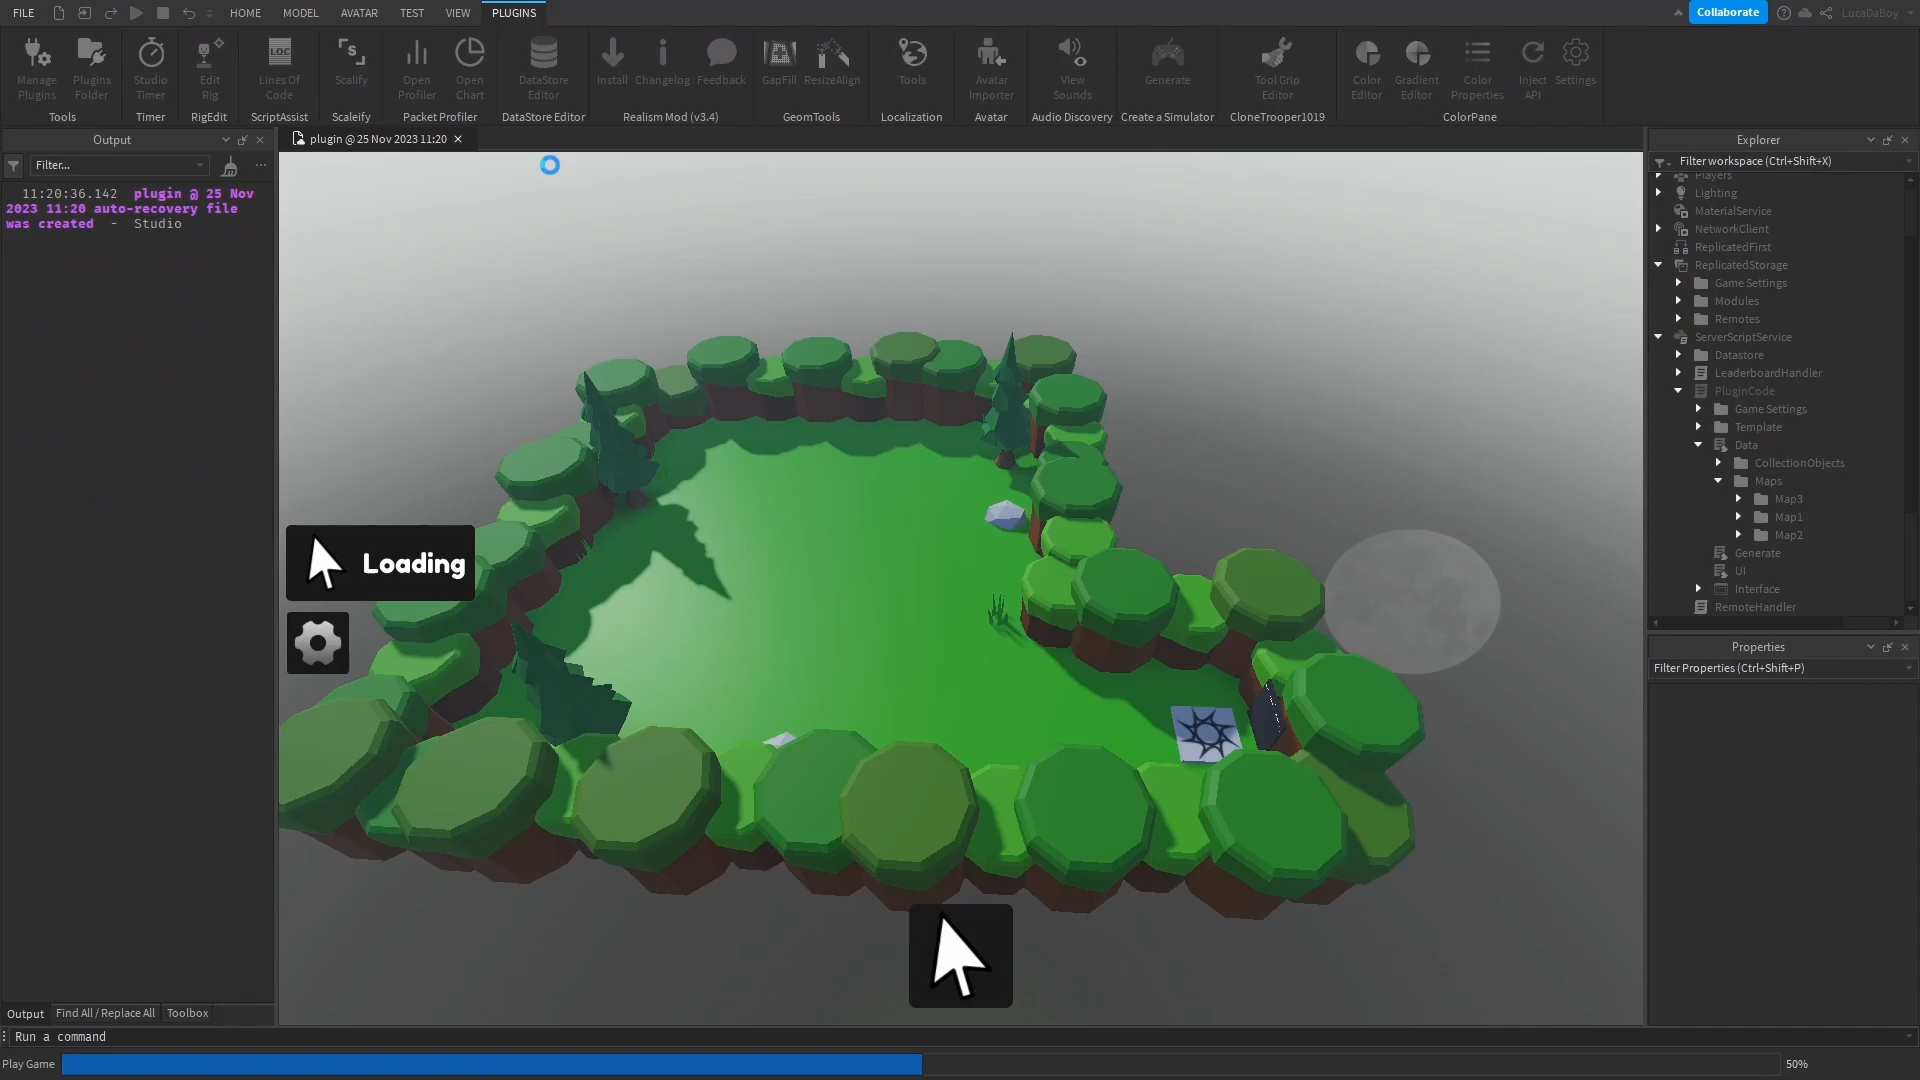 FILE HOME MODEL AVATAR TEST VIEW PLUGINS Collaborate LucaDaBoy
Manage Plugins
Plugins Folder
Tools
Studio Timer
Timer
Edit Rig
RigEdit
LOC
Lines Of Code
ScriptAssist
Scalify
Scaleify
Open Profiler
Open Chart
Packet Profiler
DataStore Editor
DataStore Editor
Install
Changelog
Feedback
Realism Mod (v3.4)
GapFill
ResizeAlign
GeomTools
Tools
Localization
Avatar Importer
Avatar
View Sounds
Audio Discovery
Generate
Create a Simulator
Tool Grip Editor
CloneTrooper1019
Color Editor
Gradient Editor
Color Properties
Inject API
Settings
ColorPane
Output
Filter...
11:20:36.142 plugin @ 25 Nov
2023 11:20 auto-recovery file
was created - Studio
plugin @ 25 Nov 2023 11:20
Loading
Explorer
Filter workspace (Ctrl+Shift+X)
Players
Lighting
MaterialService
NetworkClient
ReplicatedFirst
ReplicatedStorage
Game Settings
Modules
Remotes
ServerScriptService
Datastore
LeaderboardHandler
PluginCode
Game Settings
Template
Data
CollectionObjects
Maps
Map3
Map1
Map2
Generate
UI
Interface
RemoteHandler
Properties
Filter Properties (Ctrl+Shift+P)
Output Find All / Replace All Toolbox
Run a command
Play Game 50%